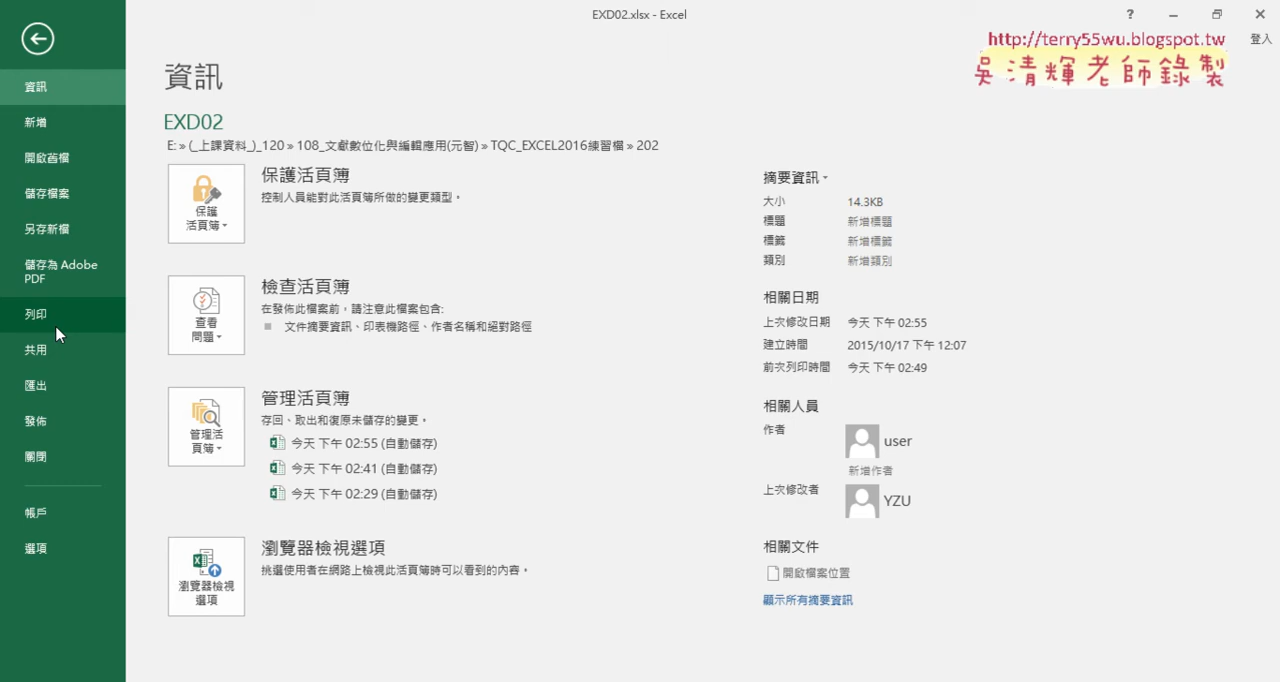 EXD02.xlsx - Excel
?
登入
http://terry55wu.blogspot.tw
吳清輝老師錄製
資訊
新增
開啟舊檔
儲存檔案
另存新檔
儲存為 Adobe
PDF
列印
共用
匯出
發佈
關閉
帳戶
選項
資訊
EXD02
E: » (_上課資料_)_120 » 108_文獻數位化與編輯應用(元智) » TQC_EXCEL2016練習檔 » 202
保護
活頁簿
保護活頁簿
控制人員能對此活頁簿所做的變更類型。
查看
問題
檢查活頁簿
在發佈此檔案前，請注意此檔案包含:
文件摘要資訊、印表機路徑、作者名稱和絕對路徑
管理活
頁簿
管理活頁簿
存回、取出和復原未儲存的變更。
今天 下午 02:55 (自動儲存)
今天 下午 02:41 (自動儲存)
今天 下午 02:29 (自動儲存)
瀏覽器檢視
選項
瀏覽器檢視選項
挑選使用者在網路上檢視此活頁簿時可以看到的內容。
摘要資訊
大小 14.3KB
標題 新增標題
標籤 新增標籤
類別 新增類別
相關日期
上次修改日期 今天 下午 02:55
建立時間 2015/10/17 下午 12:07
前次列印時間 今天 下午 02:49
相關人員
作者 user
新增作者
上次修改者 YZU
相關文件
開啟檔案位置
顯示所有摘要資訊